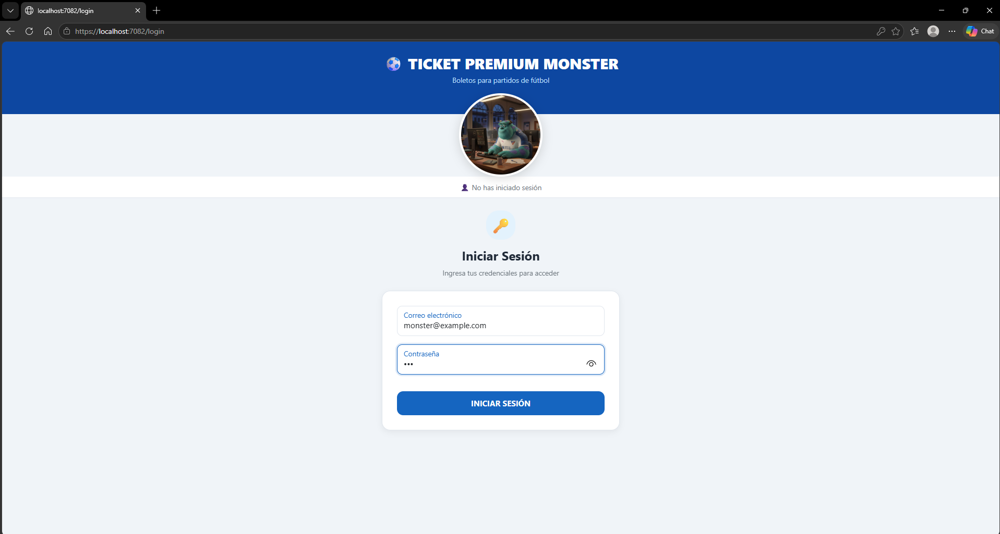 localhost:7082/login
https://localhost:7082/login
Chat
TICKET PREMIUM MONSTER
Boletos para partidos de fútbol
No has iniciado sesión
Iniciar Sesión
Ingresa tus credenciales para acceder
Correo electrónico
monster@example.com
Contraseña
•••
INICIAR SESIÓN